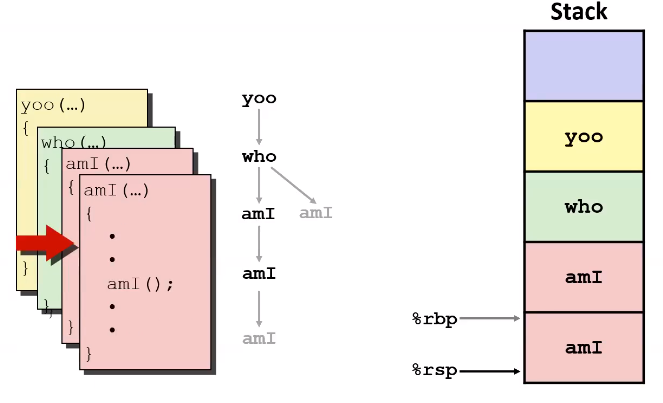 Stack
yoo(…)
{
who(…)
{
amI(…)
{
amI(…)
{
•
•
amI();
•
•
}
}
}
}
yoo
who
amI amI
amI
amI
yoo
who
amI
amI
%rbp
%rsp